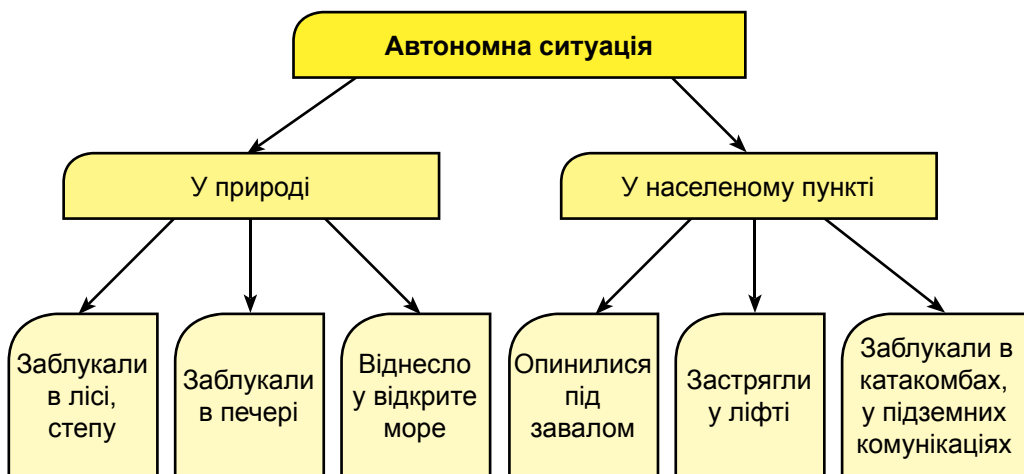 Автономна ситуація
У природі
У населеному пункті
Заблукали
в лісі,
степу
Заблукали
в печері
Віднесло
у відкрите
море
Опинилися
під
завалом
Застрягли
у ліфті
Заблукали в
катакомбах,
у підземних
комунікаціях